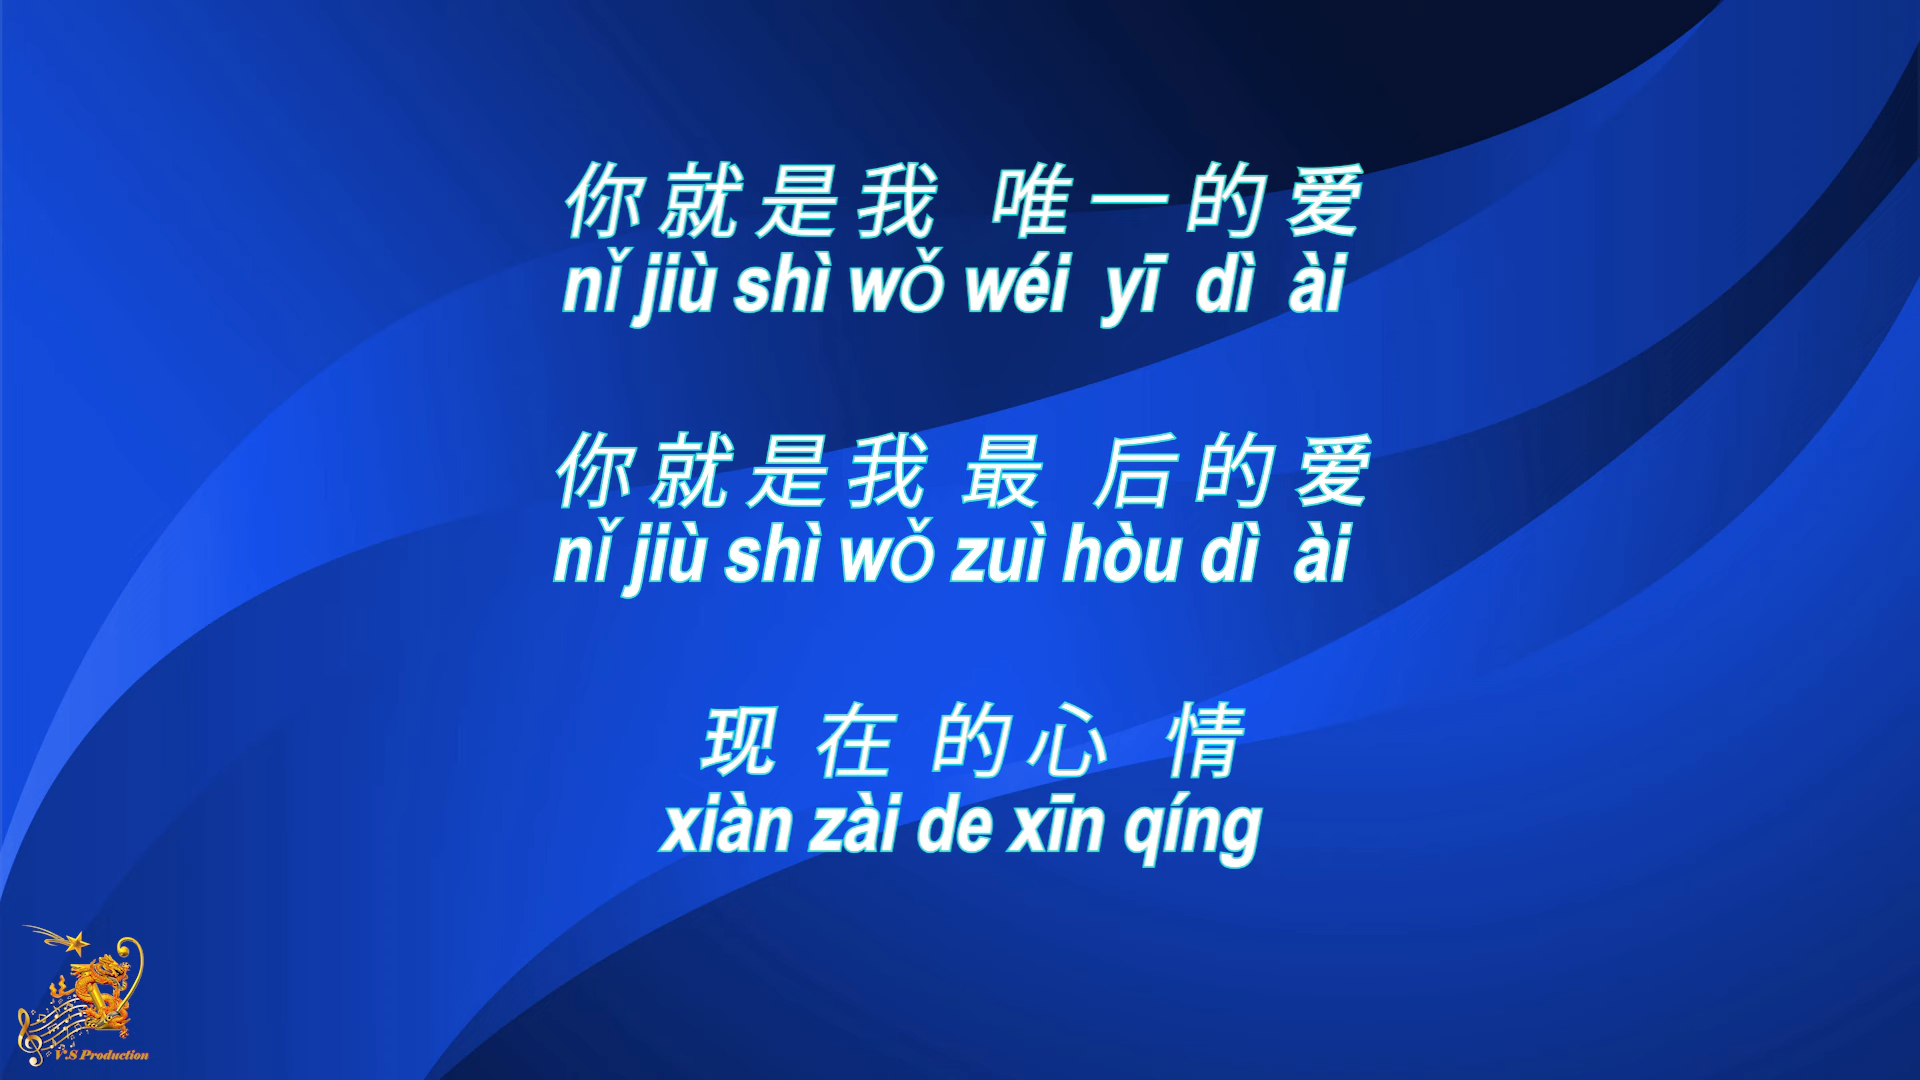 你就是我 唯一的爱
nǐ jiù shì wǒ wéi yī dì ài
你就是我 最 后的爱
nǐ jiù shì wǒ zuì hòu dì ài
现 在 的心 情
xiàn zài de xīn qíng
V.S Production